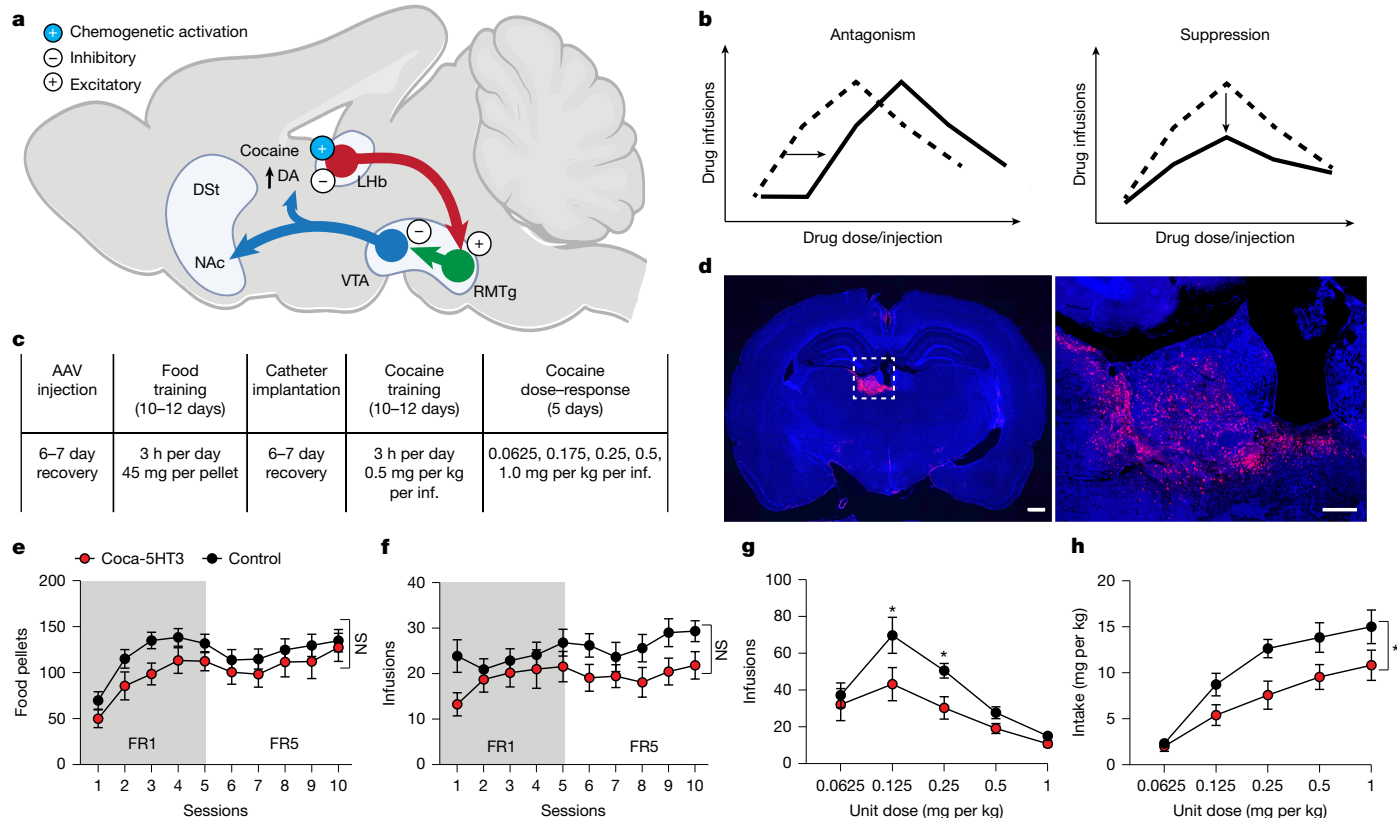 a
+ Chemogenetic activation
− Inhibitory
+ Excitatory
Cocaine
DA
+
−
LHb
DSt
NAc
VTA
−
+
RMTg
b
Antagonism
Drug infusions
Drug dose/injection
Suppression
Drug infusions
Drug dose/injection
c
AAV
injection
Food
training
(10–12 days)
Catheter
implantation
Cocaine
training
(10–12 days)
Cocaine
dose–response
(5 days)
6–7 day
recovery
3 h per day
45 mg per pellet
6–7 day
recovery
3 h per day
0.5 mg per kg
per inf.
0.0625, 0.175, 0.25, 0.5,
1.0 mg per kg per inf.
d
e
Coca-5HT3 Control
Food pellets
200
150
100
50
0
FR1 FR5
NS
1 2 3 4 5 6 7 8 9 10
Sessions
f
Infusions
40
30
20
10
0
FR1 FR5
NS
1 2 3 4 5 6 7 8 9 10
Sessions
g
Infusions
100
80
60
40
20
0
*
*
0.0625 0.125 0.25 0.5 1
Unit dose (mg per kg)
h
Intake (mg per kg)
20
15
10
5
0
*
0.0625 0.125 0.25 0.5 1
Unit dose (mg per kg)